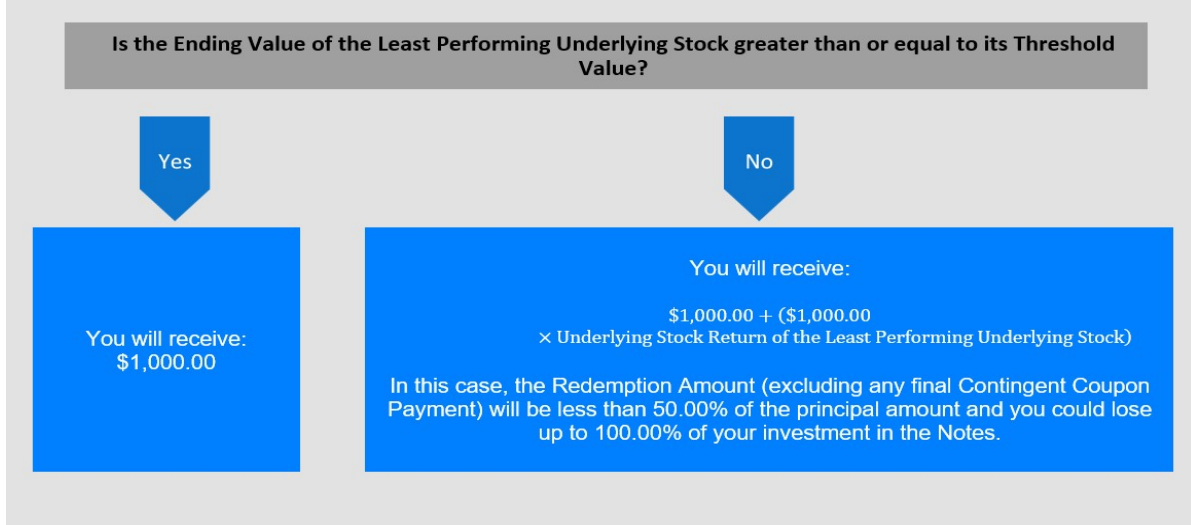 Is the Ending Value of the Least Performing Underlying Stock greater than or equal to its Threshold
Value?
Yes
No
You will receive:
$1,000.00
You will receive:
$1,000.00 + ($1,000.00
× Underlying Stock Return of the Least Performing Underlying Stock)
In this case, the Redemption Amount (excluding any final Contingent Coupon
Payment) will be less than 50.00% of the principal amount and you could lose
up to 100.00% of your investment in the Notes.